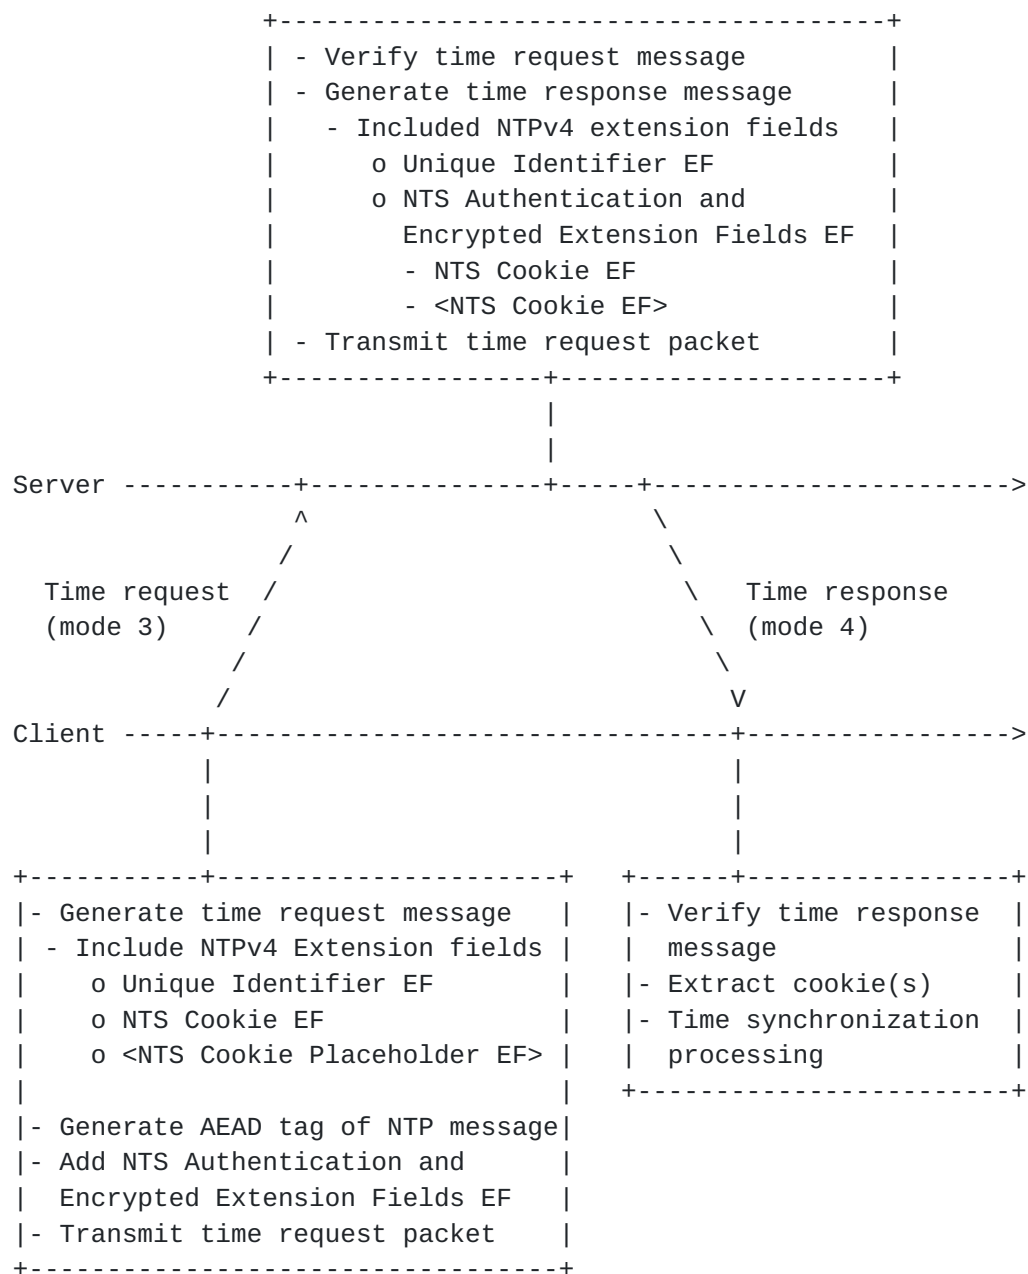 - Verify time request message
- Generate time response message
- Included NTPv4 extension fields
o Unique Identifier EF
o NTS Authentication and
Encrypted Extension Fields EF
- NTS Cookie EF
- <NTS Cookie EF>
- Transmit time request packet
Server
Time request
(mode 3)
Time response
(mode 4)
Client
- Generate time request message
- Include NTPv4 Extension fields
o Unique Identifier EF
o NTS Cookie EF
o <NTS Cookie Placeholder EF>
- Generate AEAD tag of NTP message
- Add NTS Authentication and
Encrypted Extension Fields EF
- Transmit time request packet
- Verify time response
message
- Extract cookie(s)
- Time synchronization
processing